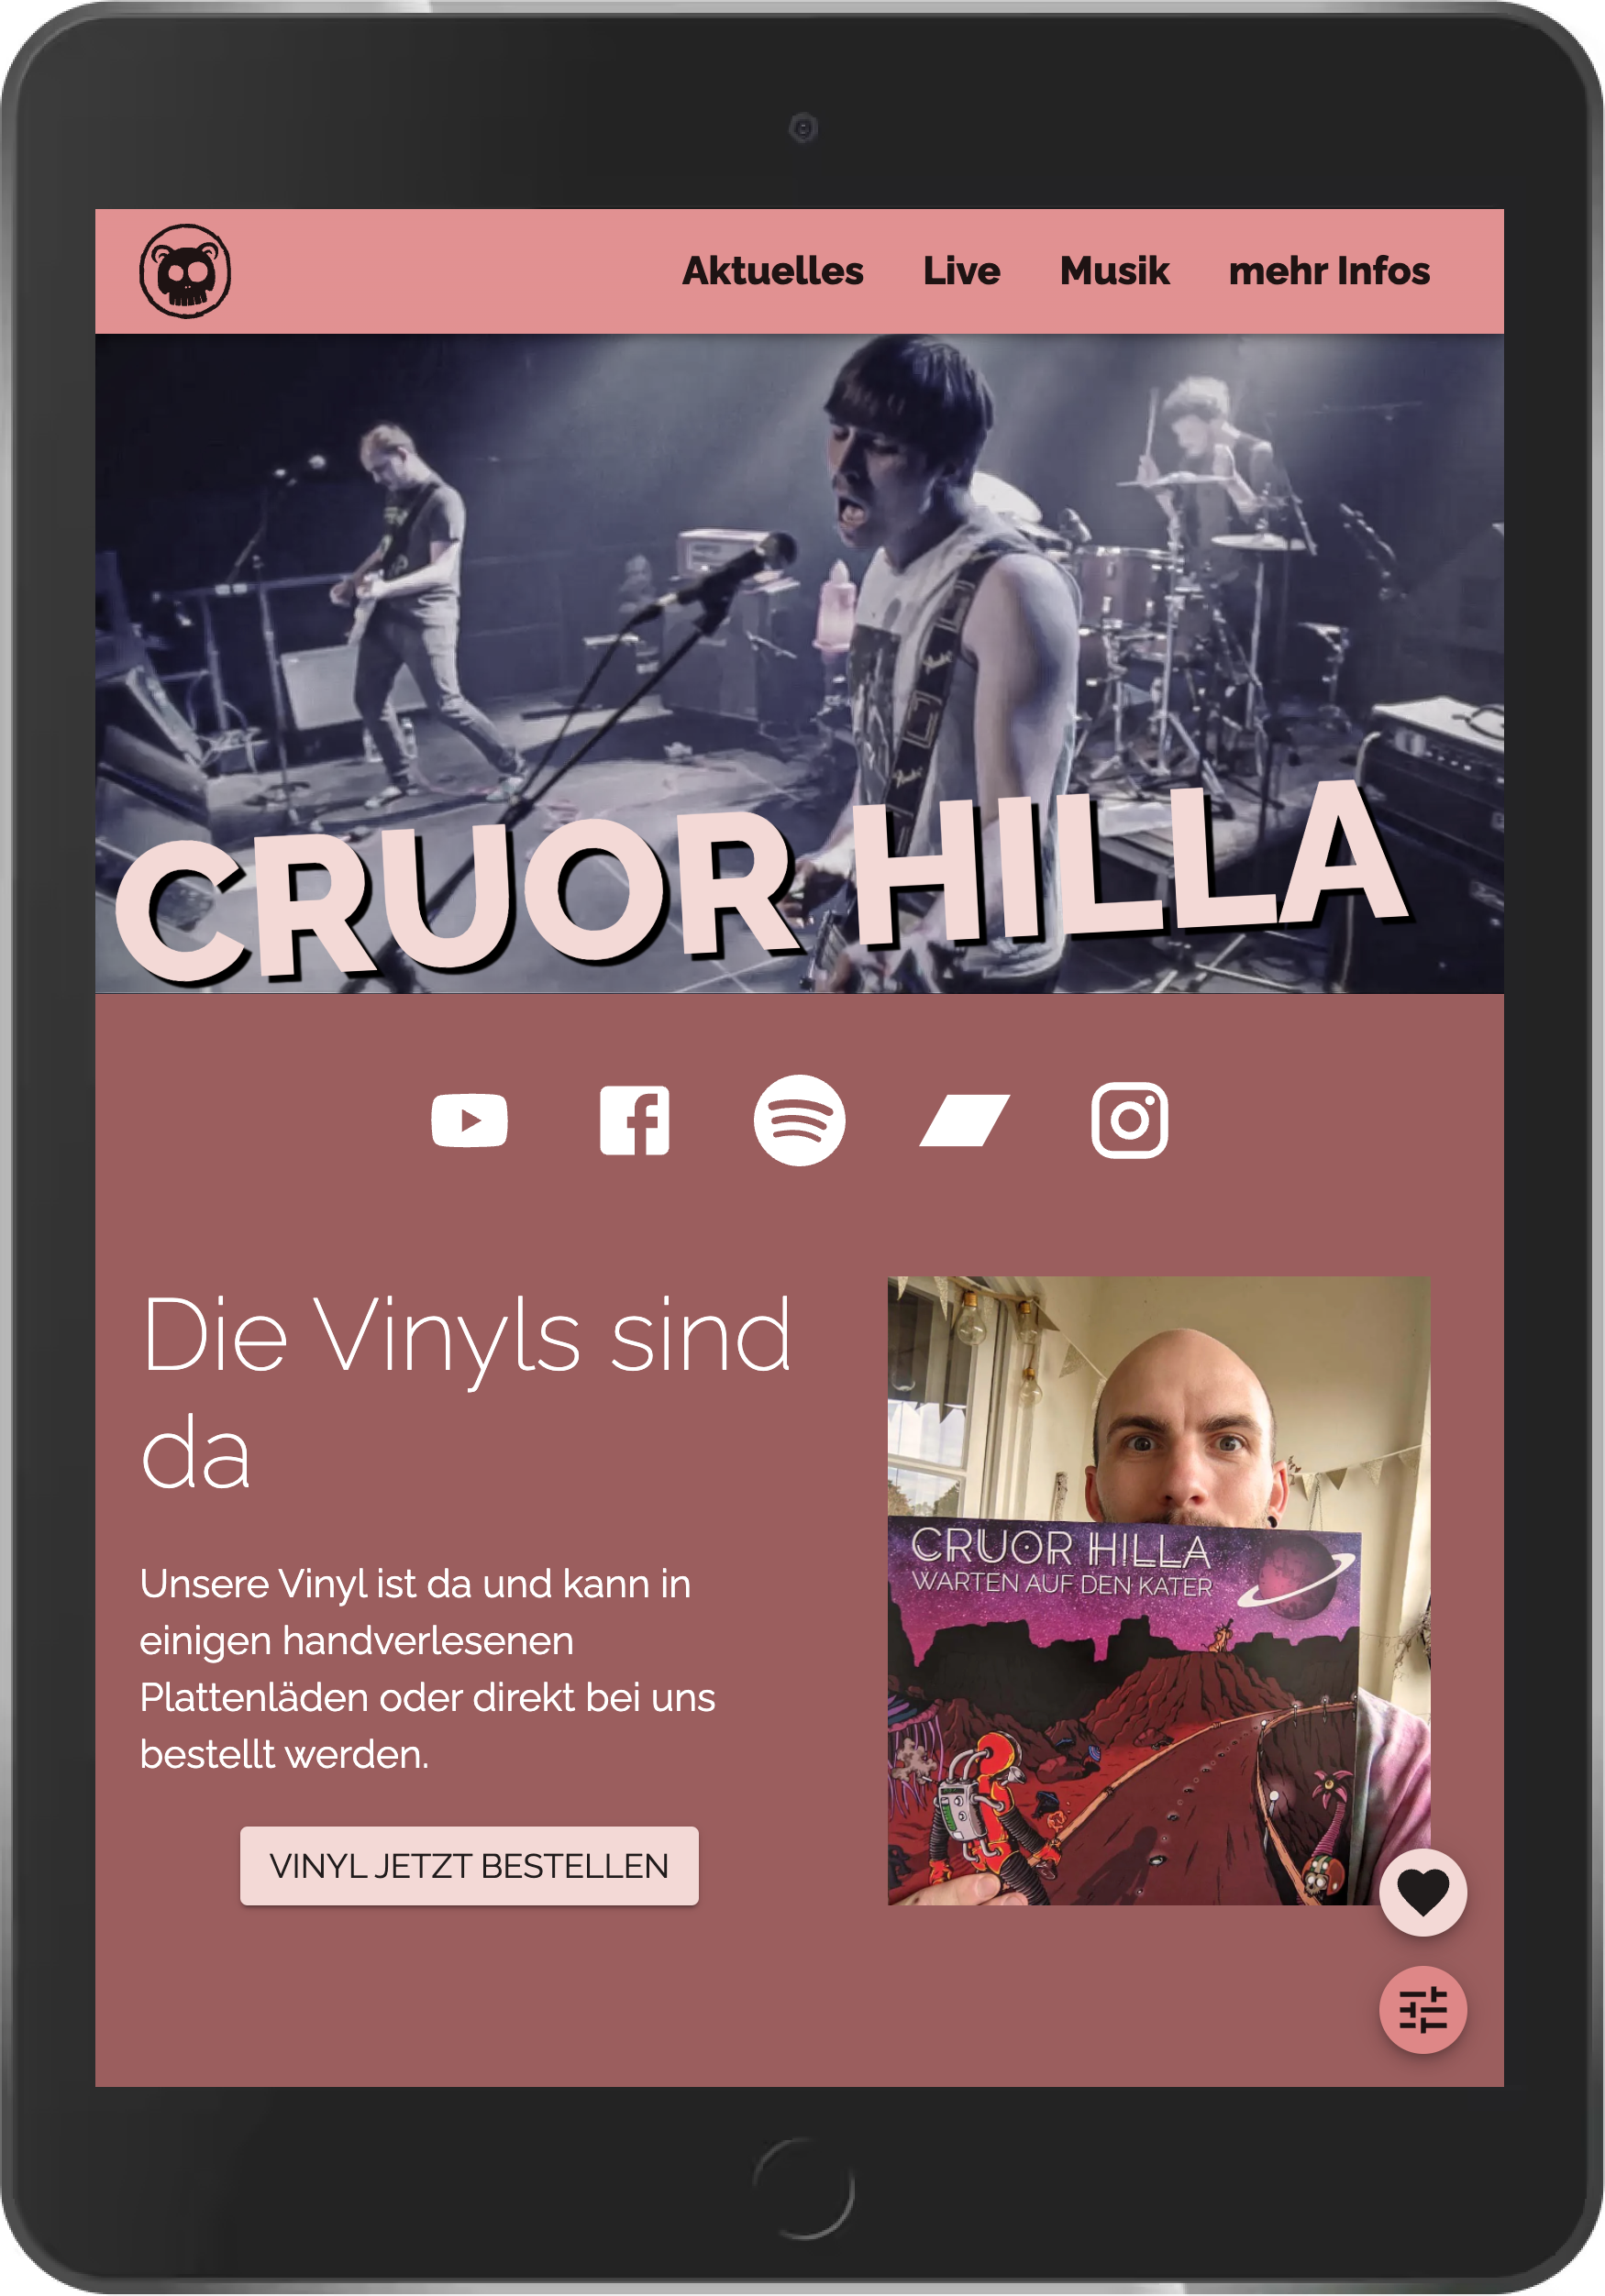 Aktuelles Live Musik mehr Infos
CRUOR HILLA
Die Vinyls sind
da
Unsere Vinyl ist da und kann in
einigen handverlesenen
Plattenläden oder direkt bei uns
bestellt werden.
VINYL JETZT BESTELLEN
CRUOR HILLA
WARTEN AUF DEN KATER